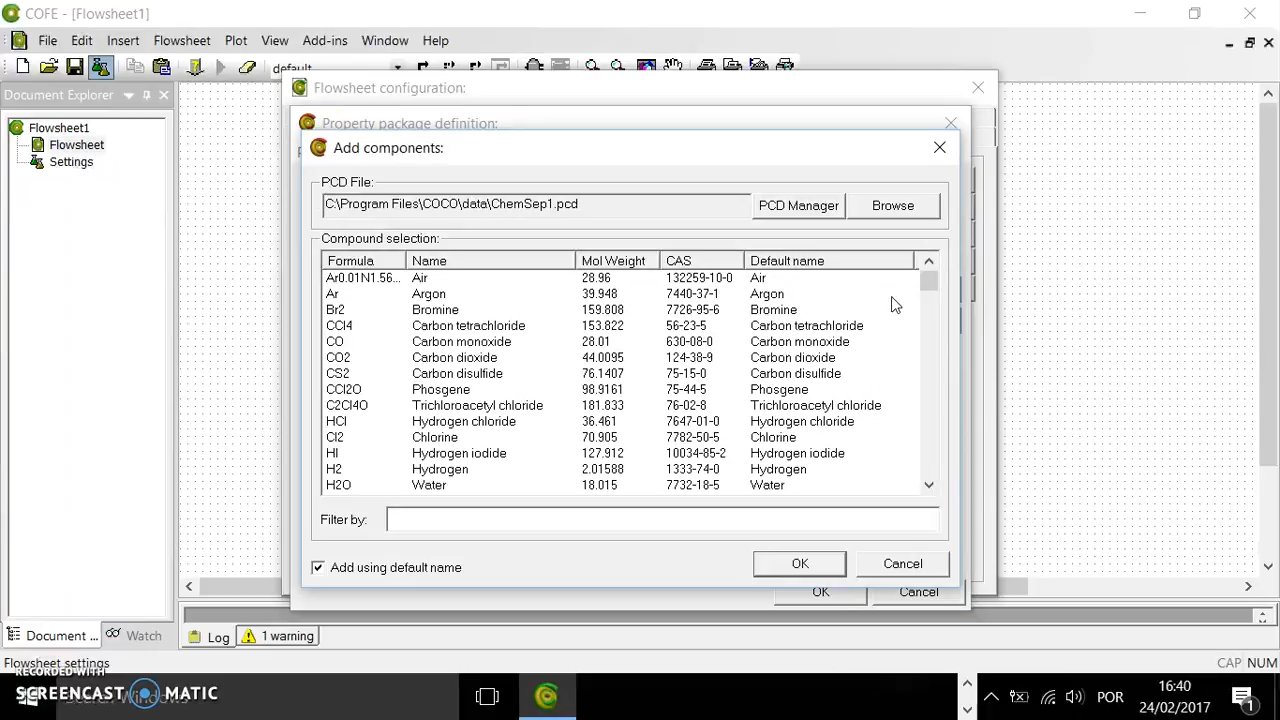 COFE - [Flowsheet1]
File Edit Insert Flowsheet Plot View Add-ins Window Help
default
Document Explorer
Flowsheet1
Flowsheet
Settings
Flowsheet configuration:
Property package definition:
Add components:
PCD File:
C:\Program Files\COCO\data\ChemSep1.pcd PCD Manager Browse
Compound selection:
Formula Name Mol Weight CAS Default name
Ar0.01N1.56... Air 28.96 132259-10-0 Air
Ar Argon 39.948 7440-37-1 Argon
Br2 Bromine 159.808 7726-95-6 Bromine
CCl4 Carbon tetrachloride 153.822 56-23-5 Carbon tetrachloride
CO Carbon monoxide 28.01 630-08-0 Carbon monoxide
CO2 Carbon dioxide 44.0095 124-38-9 Carbon dioxide
CS2 Carbon disulfide 76.1407 75-15-0 Carbon disulfide
CCl2O Phosgene 98.9161 75-44-5 Phosgene
C2Cl4O Trichloroacetyl chloride 181.833 76-02-8 Trichloroacetyl chloride
HCl Hydrogen chloride 36.461 7647-01-0 Hydrogen chloride
Cl2 Chlorine 70.905 7782-50-5 Chlorine
HI Hydrogen iodide 127.912 10034-85-2 Hydrogen iodide
H2 Hydrogen 2.01588 1333-74-0 Hydrogen
H2O Water 18.015 7732-18-5 Water
Filter by:
Add using default name OK Cancel
OK Cancel
Document ... Watch Log 1 warning
Flowsheet settings CAP NUM
RECORDED WITH
SCREENCAST MATIC
Search Windows
POR
16:40
24/02/2017
1